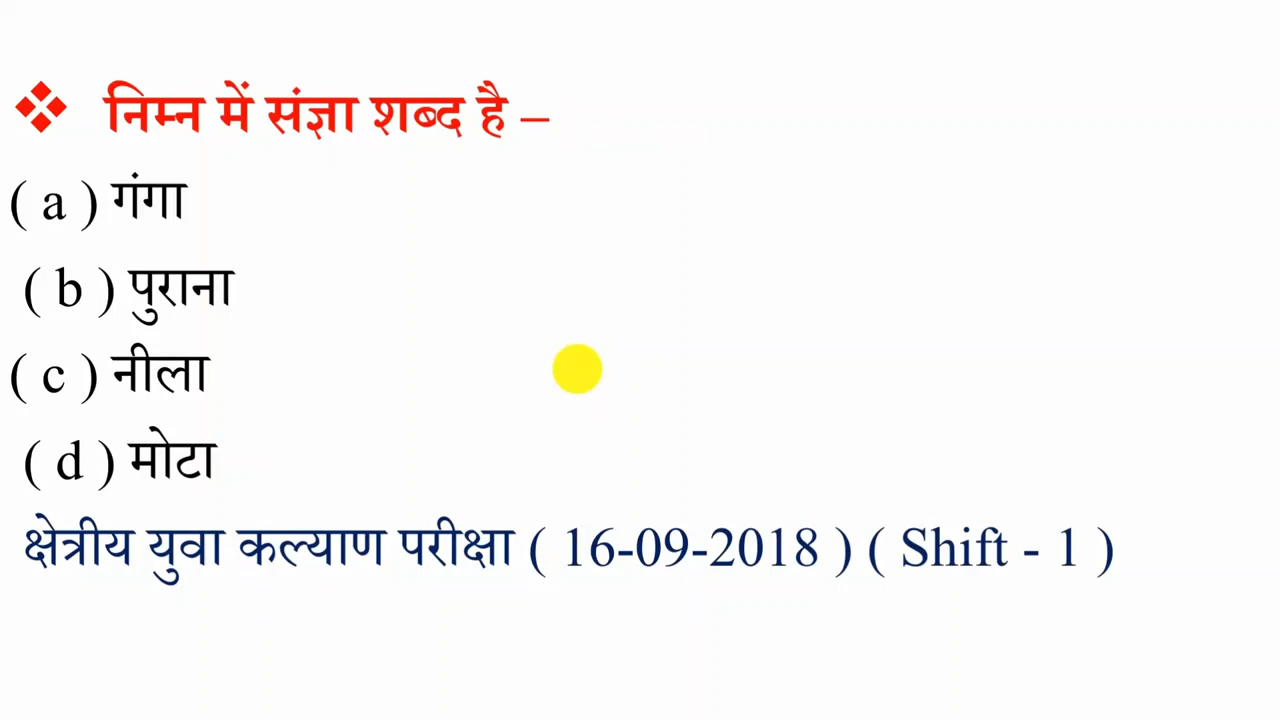 निम्न में संज्ञा शब्द है –
( a ) गंगा
( b ) पुराना
( c ) नीला
( d ) मोटा
क्षेत्रीय युवा कल्याण परीक्षा ( 16-09-2018 ) ( Shift - 1 )